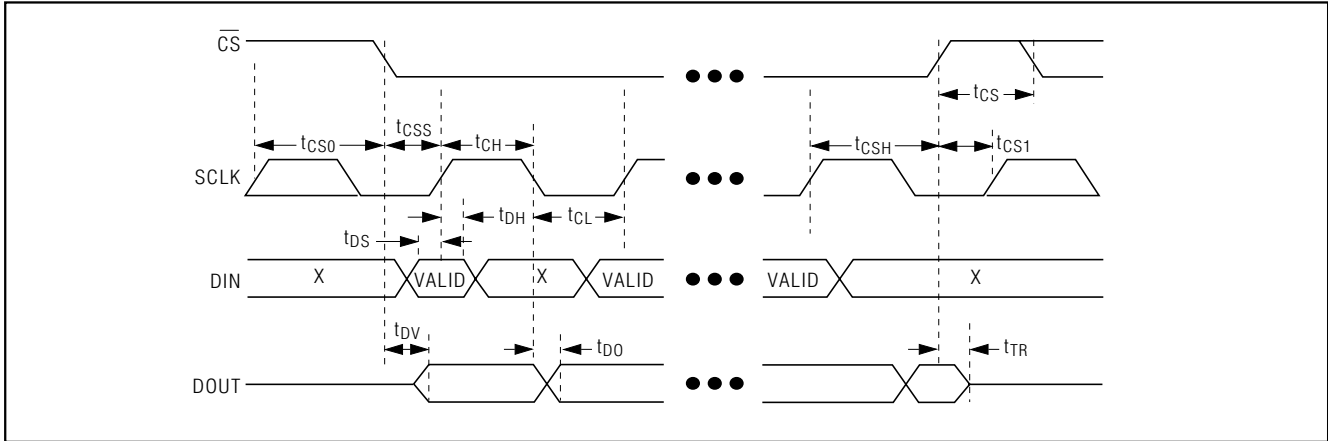 CS
tCS
tCS0 tCSS tCH tCSH tCS1
SCLK
tDH tCL
tDS
DIN X VALID X VALID VALID X
tDV tDO tTR
DOUT